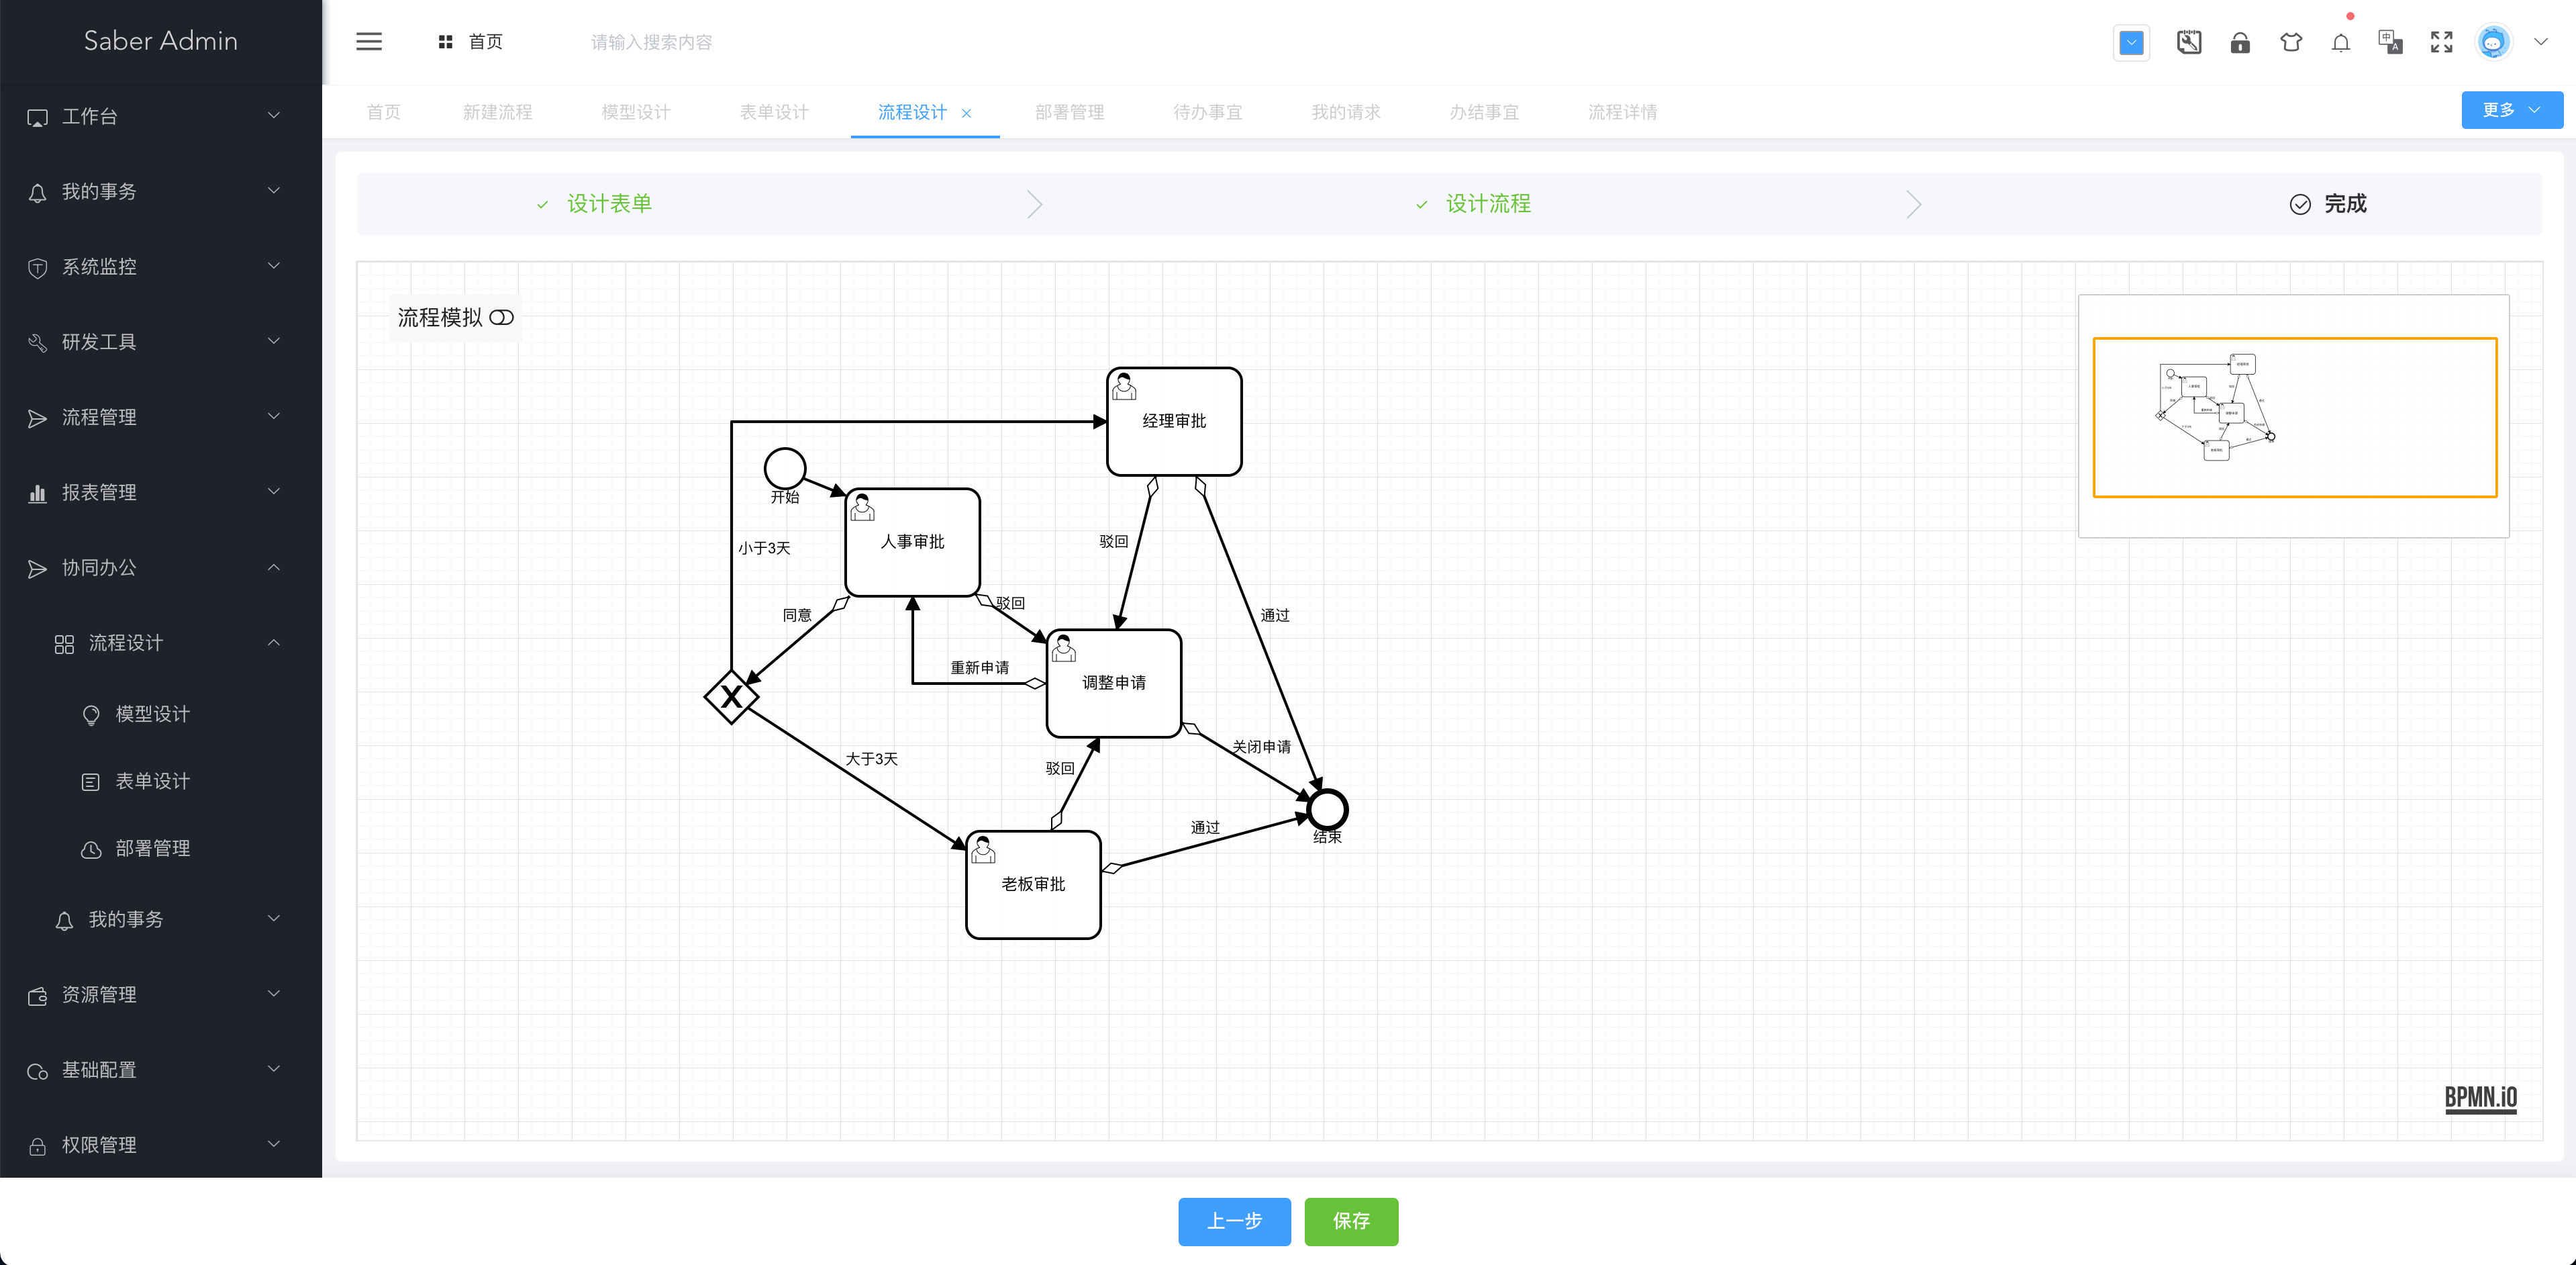 Saber Admin
首页
请输入搜索内容
工作台
我的事务
系统监控
研发工具
流程管理
报表管理
协同办公
流程设计
模型设计
表单设计
部署管理
我的事务
资源管理
基础配置
权限管理
首页
新建流程
模型设计
表单设计
流程设计
部署管理
待办事宜
我的请求
办结事宜
流程详情
更多
设计表单
设计流程
完成
流程模拟
经理审批
开始
人事审批
小于3天
驳回
同意
驳回
通过
重新申请
调整申请
X
关闭申请
大于3天
驳回
通过
结束
老板审批
BPMN.iO
上一步
保存